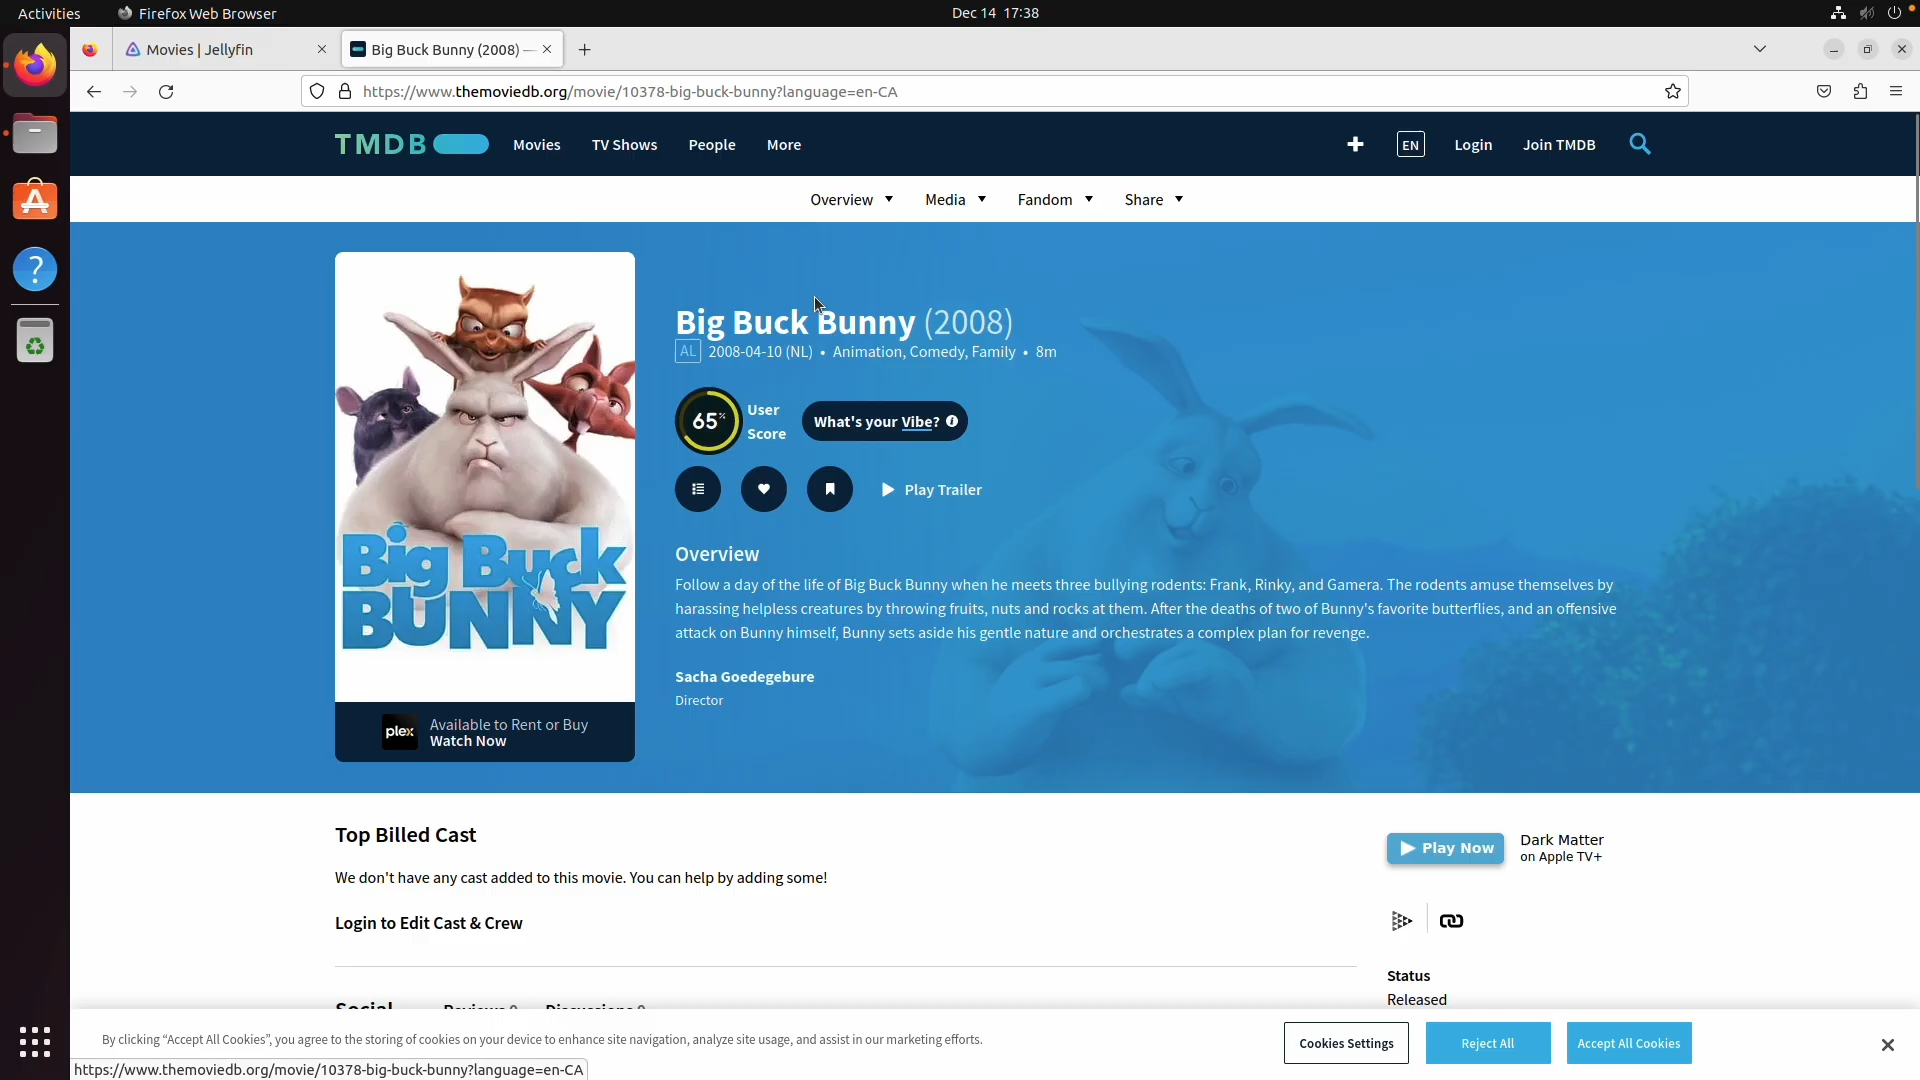 Activities
Firefox Web Browser
Dec 14 17:38
Movies | Jellyfin
Big Buck Bunny (2008) —
https://www.themoviedb.org/movie/10378-big-buck-bunny?language=en-CA
TMDB
Movies
TV Shows
People
More
EN
Login
Join TMDB
Overview
Media
Fandom
Share
Big Buck Bunny (2008)
AL 2008-04-10 (NL) • Animation, Comedy, Family • 8m
65%
User
Score
What's your Vibe?
Play Trailer
Overview
Follow a day of the life of Big Buck Bunny when he meets three bullying rodents: Frank, Rinky, and Gamera. The rodents amuse themselves by
harassing helpless creatures by throwing fruits, nuts and rocks at them. After the deaths of two of Bunny's favorite butterflies, and an offensive
attack on Bunny himself, Bunny sets aside his gentle nature and orchestrates a complex plan for revenge.
Sacha Goedegebure
Director
Big Buck
BUNNY
plex
Available to Rent or Buy
Watch Now
Top Billed Cast
We don't have any cast added to this movie. You can help by adding some!
Login to Edit Cast & Crew
Play Now
Dark Matter
on Apple TV+
Status
Released
Social
Reviews 0
Discussions 0
By clicking “Accept All Cookies”, you agree to the storing of cookies on your device to enhance site navigation, analyze site usage, and assist in our marketing efforts.
Cookies Settings
Reject All
Accept All Cookies
https://www.themoviedb.org/movie/10378-big-buck-bunny?language=en-CA